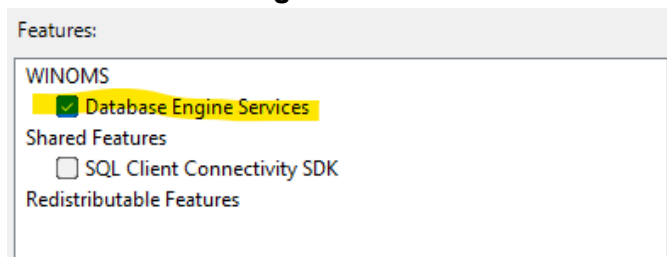 Features:
WINOMS
Database Engine Services
Shared Features
SQL Client Connectivity SDK
Redistributable Features